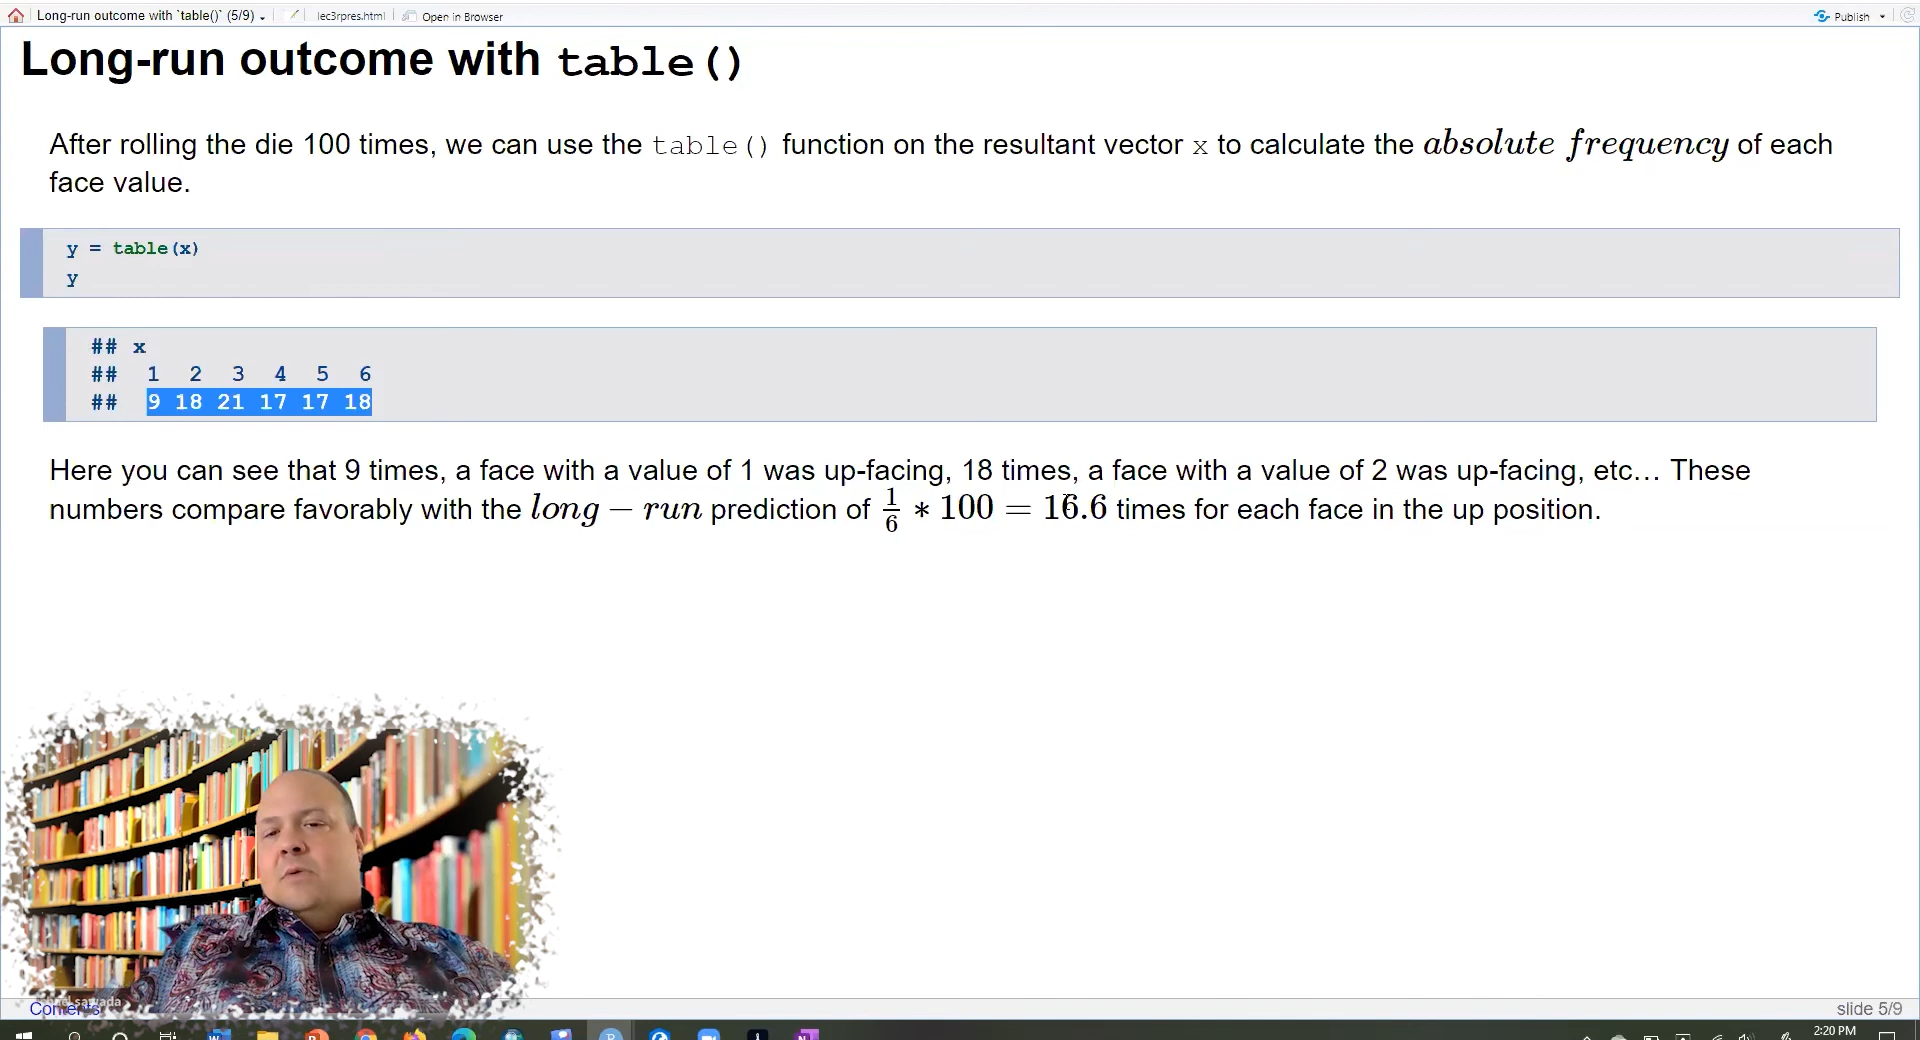 Long-run outcome with `table()` (5/9)
lec3rpres.html
Open in Browser
Publish
Long-run outcome with table()
After rolling the die 100 times, we can use the table() function on the resultant vector x to calculate the absolute frequency of each
face value.
y = table(x)
y
## x
## 1 2 3 4 5 6
## 9 18 21 17 17 18
Here you can see that 9 times, a face with a value of 1 was up-facing, 18 times, a face with a value of 2 was up-facing, etc… These
numbers compare favorably with the long − run prediction of 1/6 ∗ 100 = 16.6 times for each face in the up position.
Contents
slide 5/9
2:20 PM